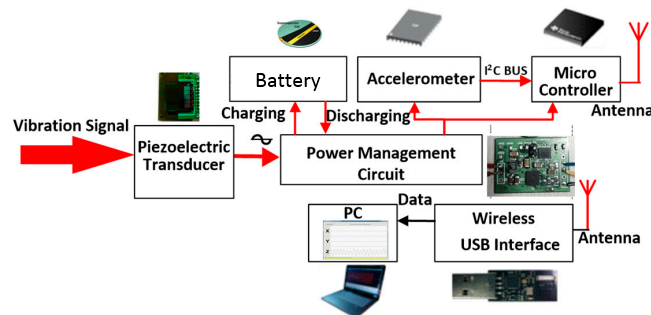 Battery
Accelerometer
I²C BUS
Micro
Controller
Antenna
Charging
Discharging
Vibration Signal
Piezoelectric
Transducer
Power Management
Circuit
Data
PC
X
Y
Z
Wireless
USB Interface
Antenna